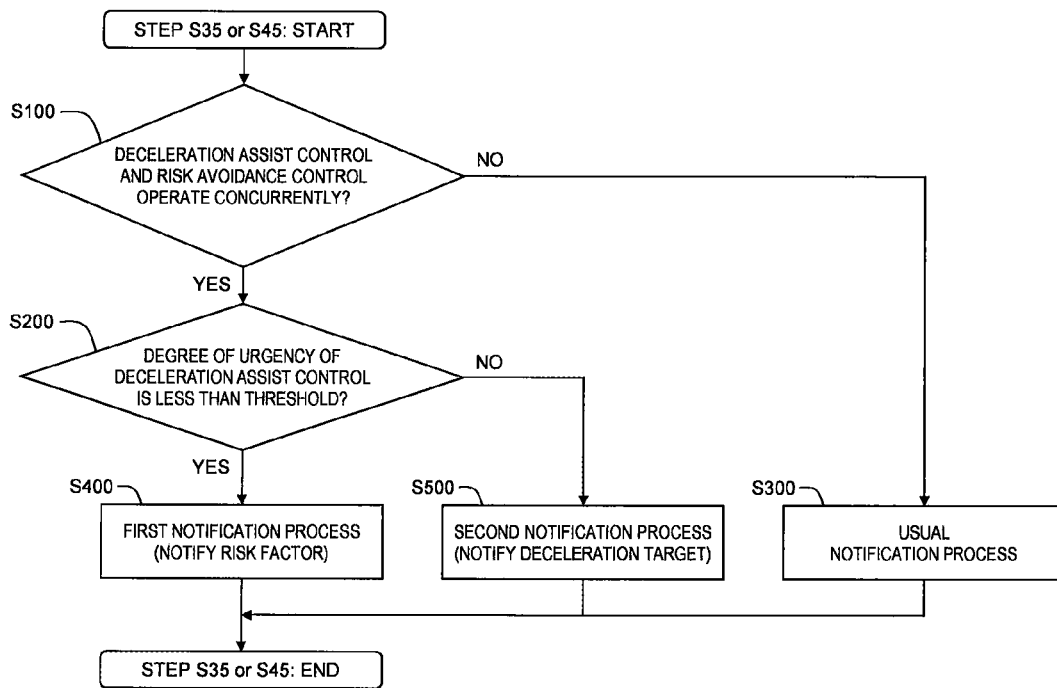 STEP S35 or S45: START
S100
DECELERATION ASSIST CONTROL
AND RISK AVOIDANCE CONTROL
OPERATE CONCURRENTLY?
NO
YES
S200
DEGREE OF URGENCY OF
DECELERATION ASSIST CONTROL
IS LESS THAN THRESHOLD?
NO
YES
S400
FIRST NOTIFICATION PROCESS
(NOTIFY RISK FACTOR)
S500
SECOND NOTIFICATION PROCESS
(NOTIFY DECELERATION TARGET)
S300
USUAL
NOTIFICATION PROCESS
STEP S35 or S45: END